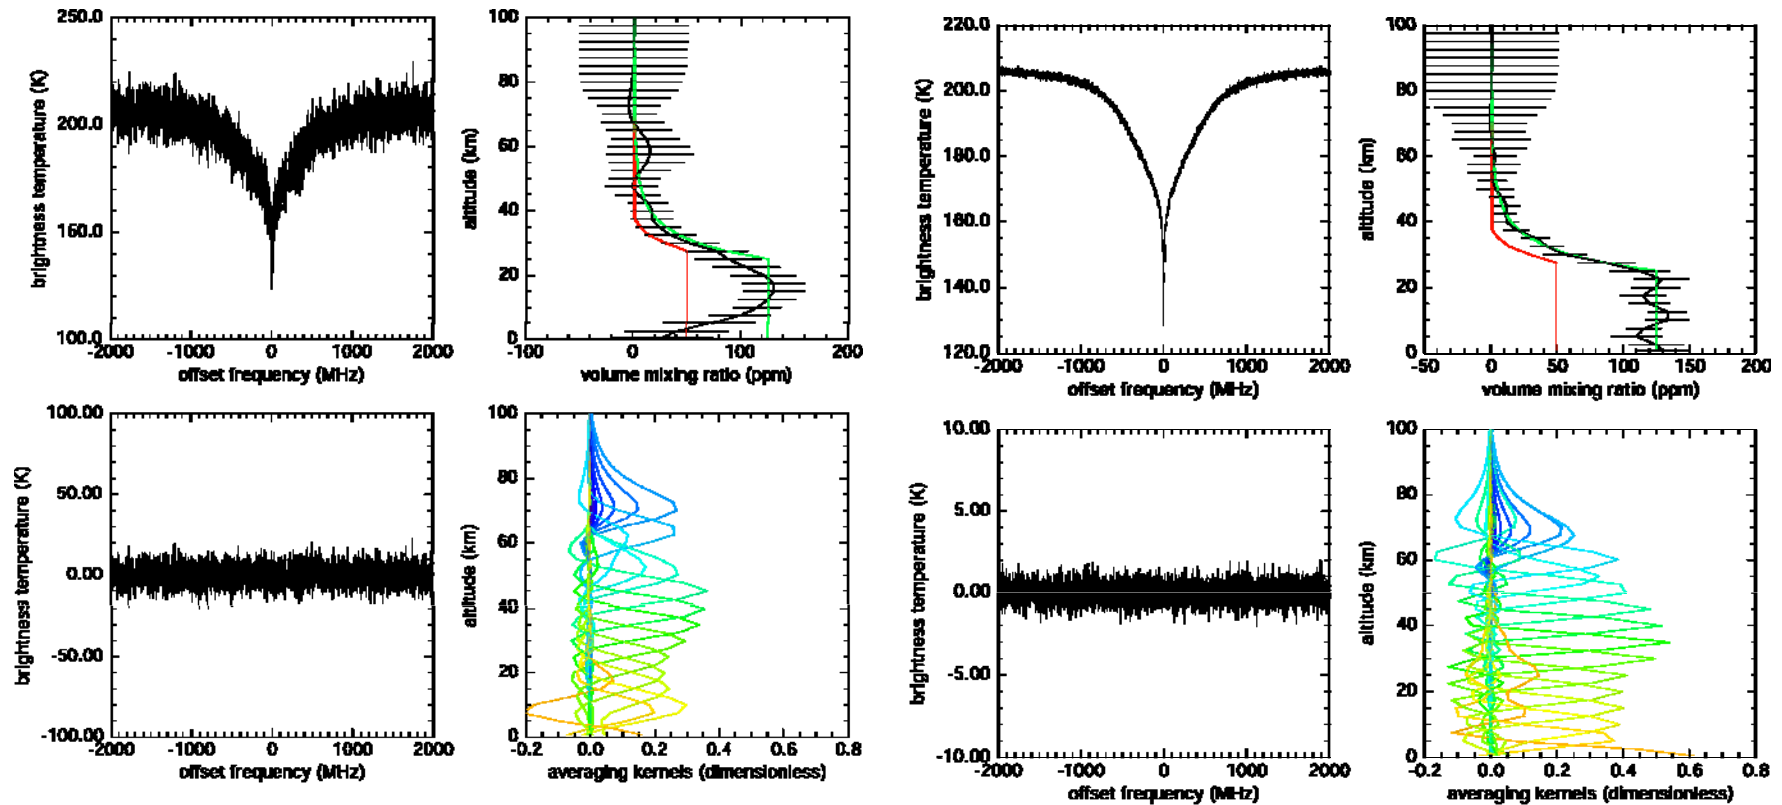 250.0
200.0
150.0
100.0
-2000 -1000 0 1000 2000
offset frequency (MHz)
brightness temperature (K)
100
80
60
40
20
0
-100 0 100 200
volume mixing ratio (ppm)
altitude (km)
220.0
200.0
180.0
160.0
140.0
120.0
-2000 -1000 0 1000 2000
offset frequency (MHz)
brightness temperature (K)
100
80
60
40
20
0
-50 0 50 100 150 200
volume mixing ratio (ppm)
altitude (km)
100.00
50.00
0.00
-50.00
-100.00
-2000 -1000 0 1000 2000
offset frequency (MHz)
brightness temperature (K)
100
80
60
40
20
0
-0.2 0.0 0.2 0.4 0.6 0.8
averaging kernels (dimensionless)
altitude (km)
10.00
5.00
0.00
-5.00
-10.00
-2000 -1000 0 1000 2000
offset frequency (MHz)
brightness temperature (K)
100
80
60
40
20
0
-0.2 0.0 0.2 0.4 0.6 0.8
averaging kernels (dimensionless)
altitude (km)